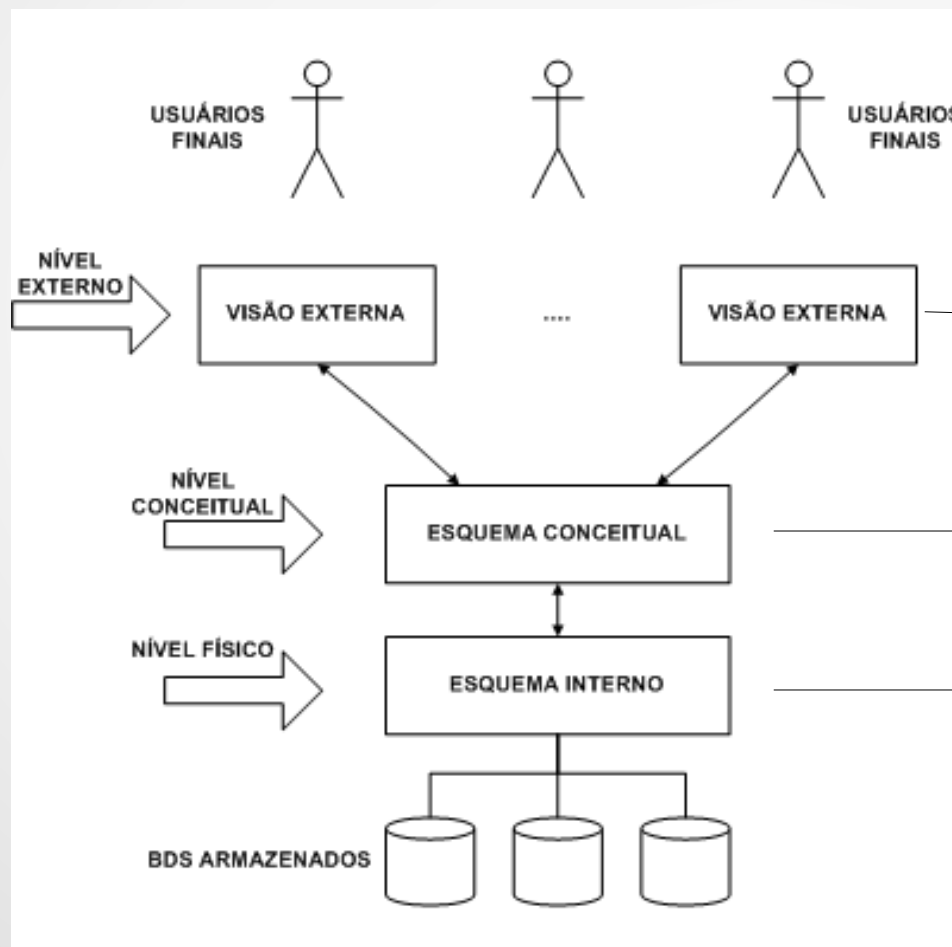 USUÁRIOS
FINAIS
USUÁRIOS
FINAIS
NÍVEL
EXTERNO
VISÃO EXTERNA
....
VISÃO EXTERNA
NÍVEL
CONCEITUAL
ESQUEMA CONCEITUAL
NÍVEL FÍSICO
ESQUEMA INTERNO
BDS ARMAZENADOS